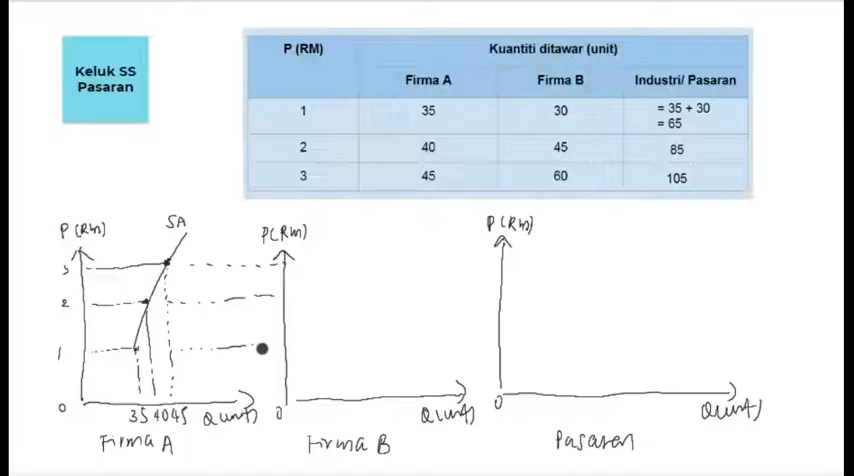 Keluk SS
Pasaran
P (RM)
Kuantiti ditawar (unit)
Firma A
Firma B
Industri/ Pasaran
1
35
30
= 35 + 30
= 65
2
40
45
85
3
45
60
105
P (RM)
SA
3
2
1
0
35 40 45
Q(unit)
Firma A
P(RM)
0
Q(unit)
Firma B
P (RM)
0
Q(unit)
Pasaran